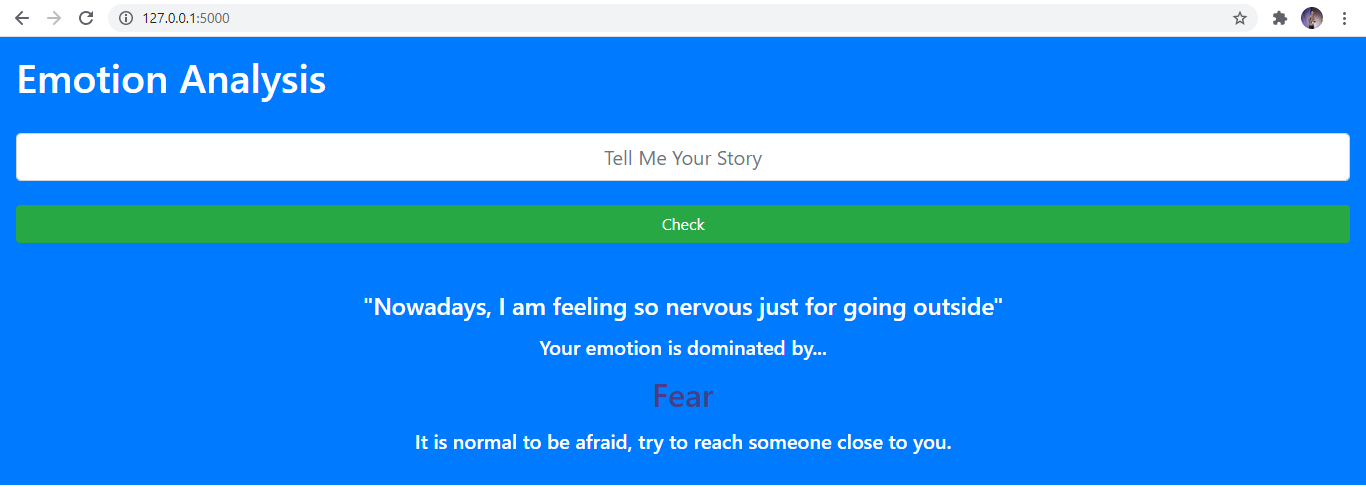 127.0.0.1:5000
Emotion Analysis
Tell Me Your Story
Check
"Nowadays, I am feeling so nervous just for going outside"
Your emotion is dominated by...
Fear
It is normal to be afraid, try to reach someone close to you.